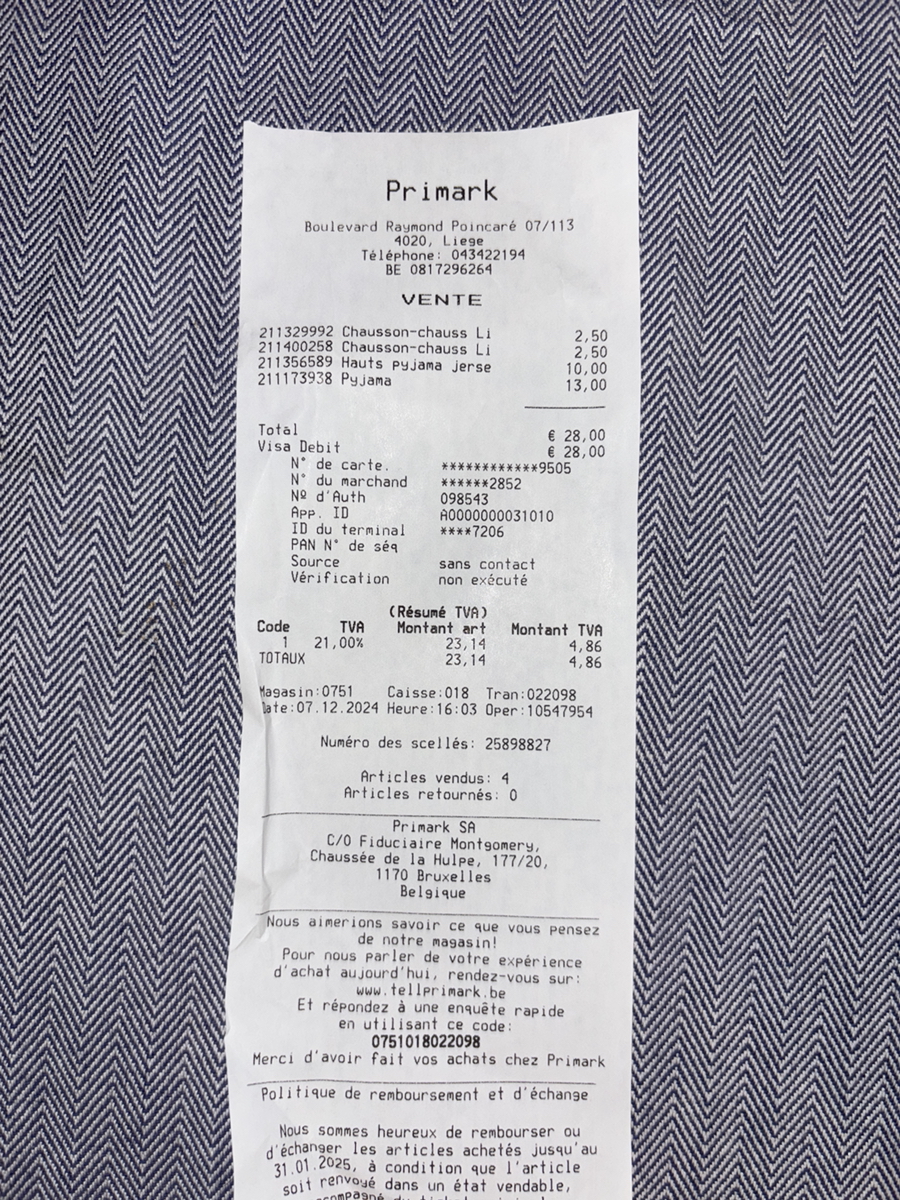 Primark
Boulevard Raymond Poincaré 07/113
4020, Liege
Téléphone: 043422194
BE 0817296264
VENTE
211329992 Chausson-chauss Li 2,50
211400258 Chausson-chauss Li 2,50
211356589 Hauts pyjama jerse 10,00
211173938 Pyjama 13,00
Total € 28,00
Visa Debit € 28,00
N° de carte. ************9505
N° du marchand ******2852
Nº d'Auth 098543
App. ID A0000000031010
ID du terminal ****7206
PAN N° de séq
Source sans contact
Vérification non exécuté
(Résumé TVA)
Code TVA Montant art Montant TVA
1 21,00% 23,14 4,86
TOTAUX 23,14 4,86
Magasin:0751 Caisse:018 Tran:022098
Date:07.12.2024 Heure:16:03 Oper:10547954
Numéro des scellés: 25898827
Articles vendus: 4
Articles retournés: 0
Primark SA
C/O Fiduciaire Montgomery,
Chaussée de la Hulpe, 177/20,
1170 Bruxelles
Belgique
Nous aimerions savoir ce que vous pensez
de notre magasin!
Pour nous parler de votre expérience
d'achat aujourd'hui, rendez-vous sur:
www.tellprimark.be
Et répondez à une enquête rapide
en utilisant ce code:
0751018022098
Merci d'avoir fait vos achats chez Primark
Politique de remboursement et d'échange
Nous sommes heureux de rembourser ou
d'échanger les articles achetés jusqu'au
31.01.2025, à condition que l'article
soit renvoyé dans un état vendable,